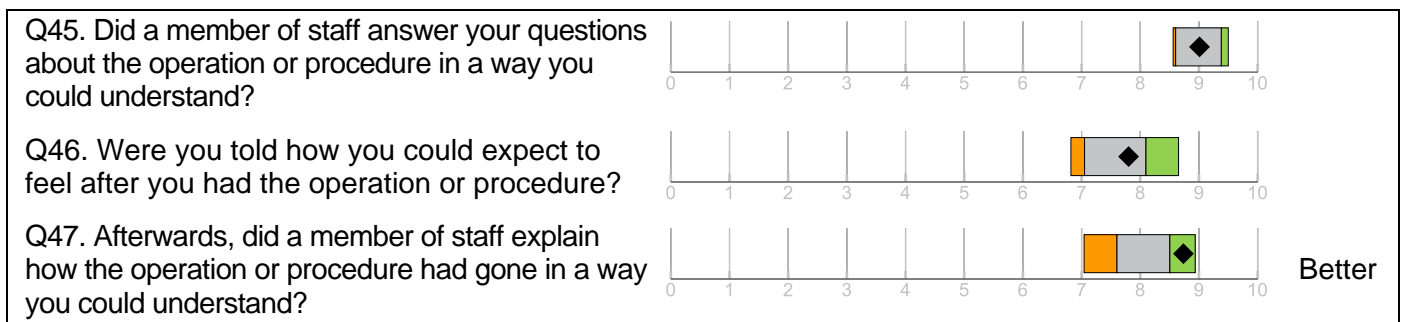 Q45. Did a member of staff answer your questions
about the operation or procedure in a way you
could understand?
0 1 2 3 4 5 6 7 8 9 10
Q46. Were you told how you could expect to
feel after you had the operation or procedure?
0 1 2 3 4 5 6 7 8 9 10
Q47. Afterwards, did a member of staff explain
how the operation or procedure had gone in a way
you could understand?
0 1 2 3 4 5 6 7 8 9 10
Better